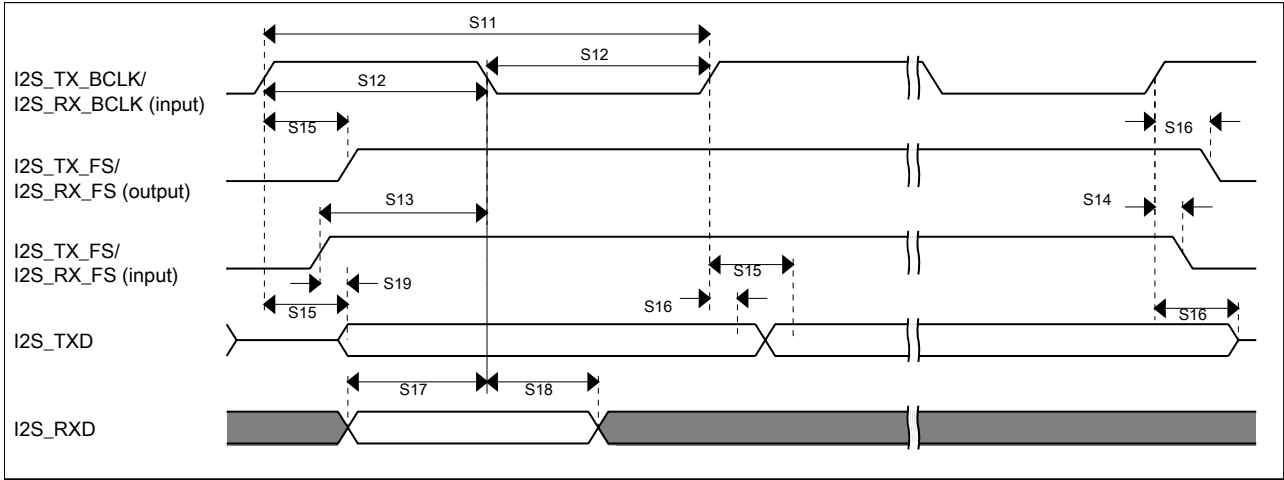 S11
S12
I2S_TX_BCLK/
I2S_RX_BCLK (input)
S12
S15
S16
I2S_TX_FS/
I2S_RX_FS (output)
S13
S14
I2S_TX_FS/
I2S_RX_FS (input)
S15
S19
S16
S15
S16
I2S_TXD
S17
S18
I2S_RXD